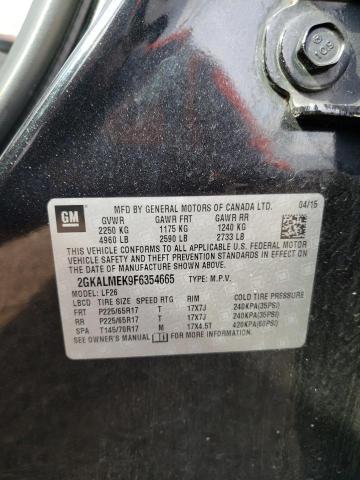 GM
MFD BY GENERAL MOTORS OF CANADA LTD. 04/15
GVWR GAWR FRT GAWR RR
2250 KG 1175 KG 1240 KG
4960 LB 2590 LB 2733 LB
THIS VEHICLE CONFORMS TO ALL APPLICABLE U.S. FEDERAL MOTOR
VEHICLE SAFETY, BUMPER, AND THEFT PREVENTION STANDARDS IN
EFFECT ON THE DATE OF MANUFACTURE SHOWN ABOVE.
2GKALMEK9F6354665 TYPE: M.P.V.
MODEL: LF26
LBCD TIRE SIZE SPEED RTG RIM COLD TIRE PRESSURE
FRT P225/65R17 T 17X7J 240KPA(35PSI)
RR P225/65R17 T 17X7J 240KPA(35PSI)
SPA T145/70R17 M 17X4.5T 420KPA(60PSI)
SEE OWNER'S MANUAL FOR MORE INFORMATION.